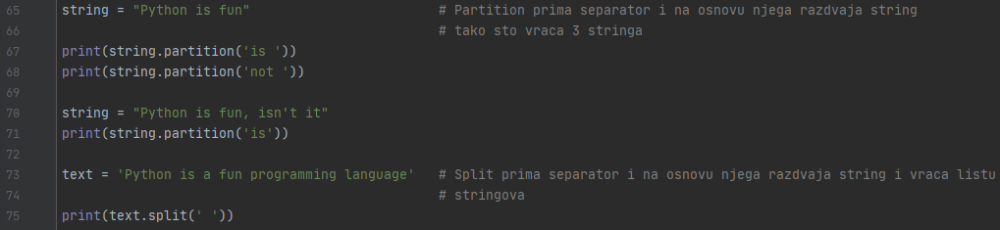 65 string = "Python is fun" # Partition prima separator i na osnovu njega razdvaja string
66 # tako sto vraca 3 stringa
67 print(string.partition('is '))
68 print(string.partition('not '))
69
70 string = "Python is fun, isn't it"
71 print(string.partition('is'))
72
73 text = 'Python is a fun programming language' # Split prima separator i na osnovu njega razdvaja string i vraca listu
74 # stringova
75 print(text.split(' '))